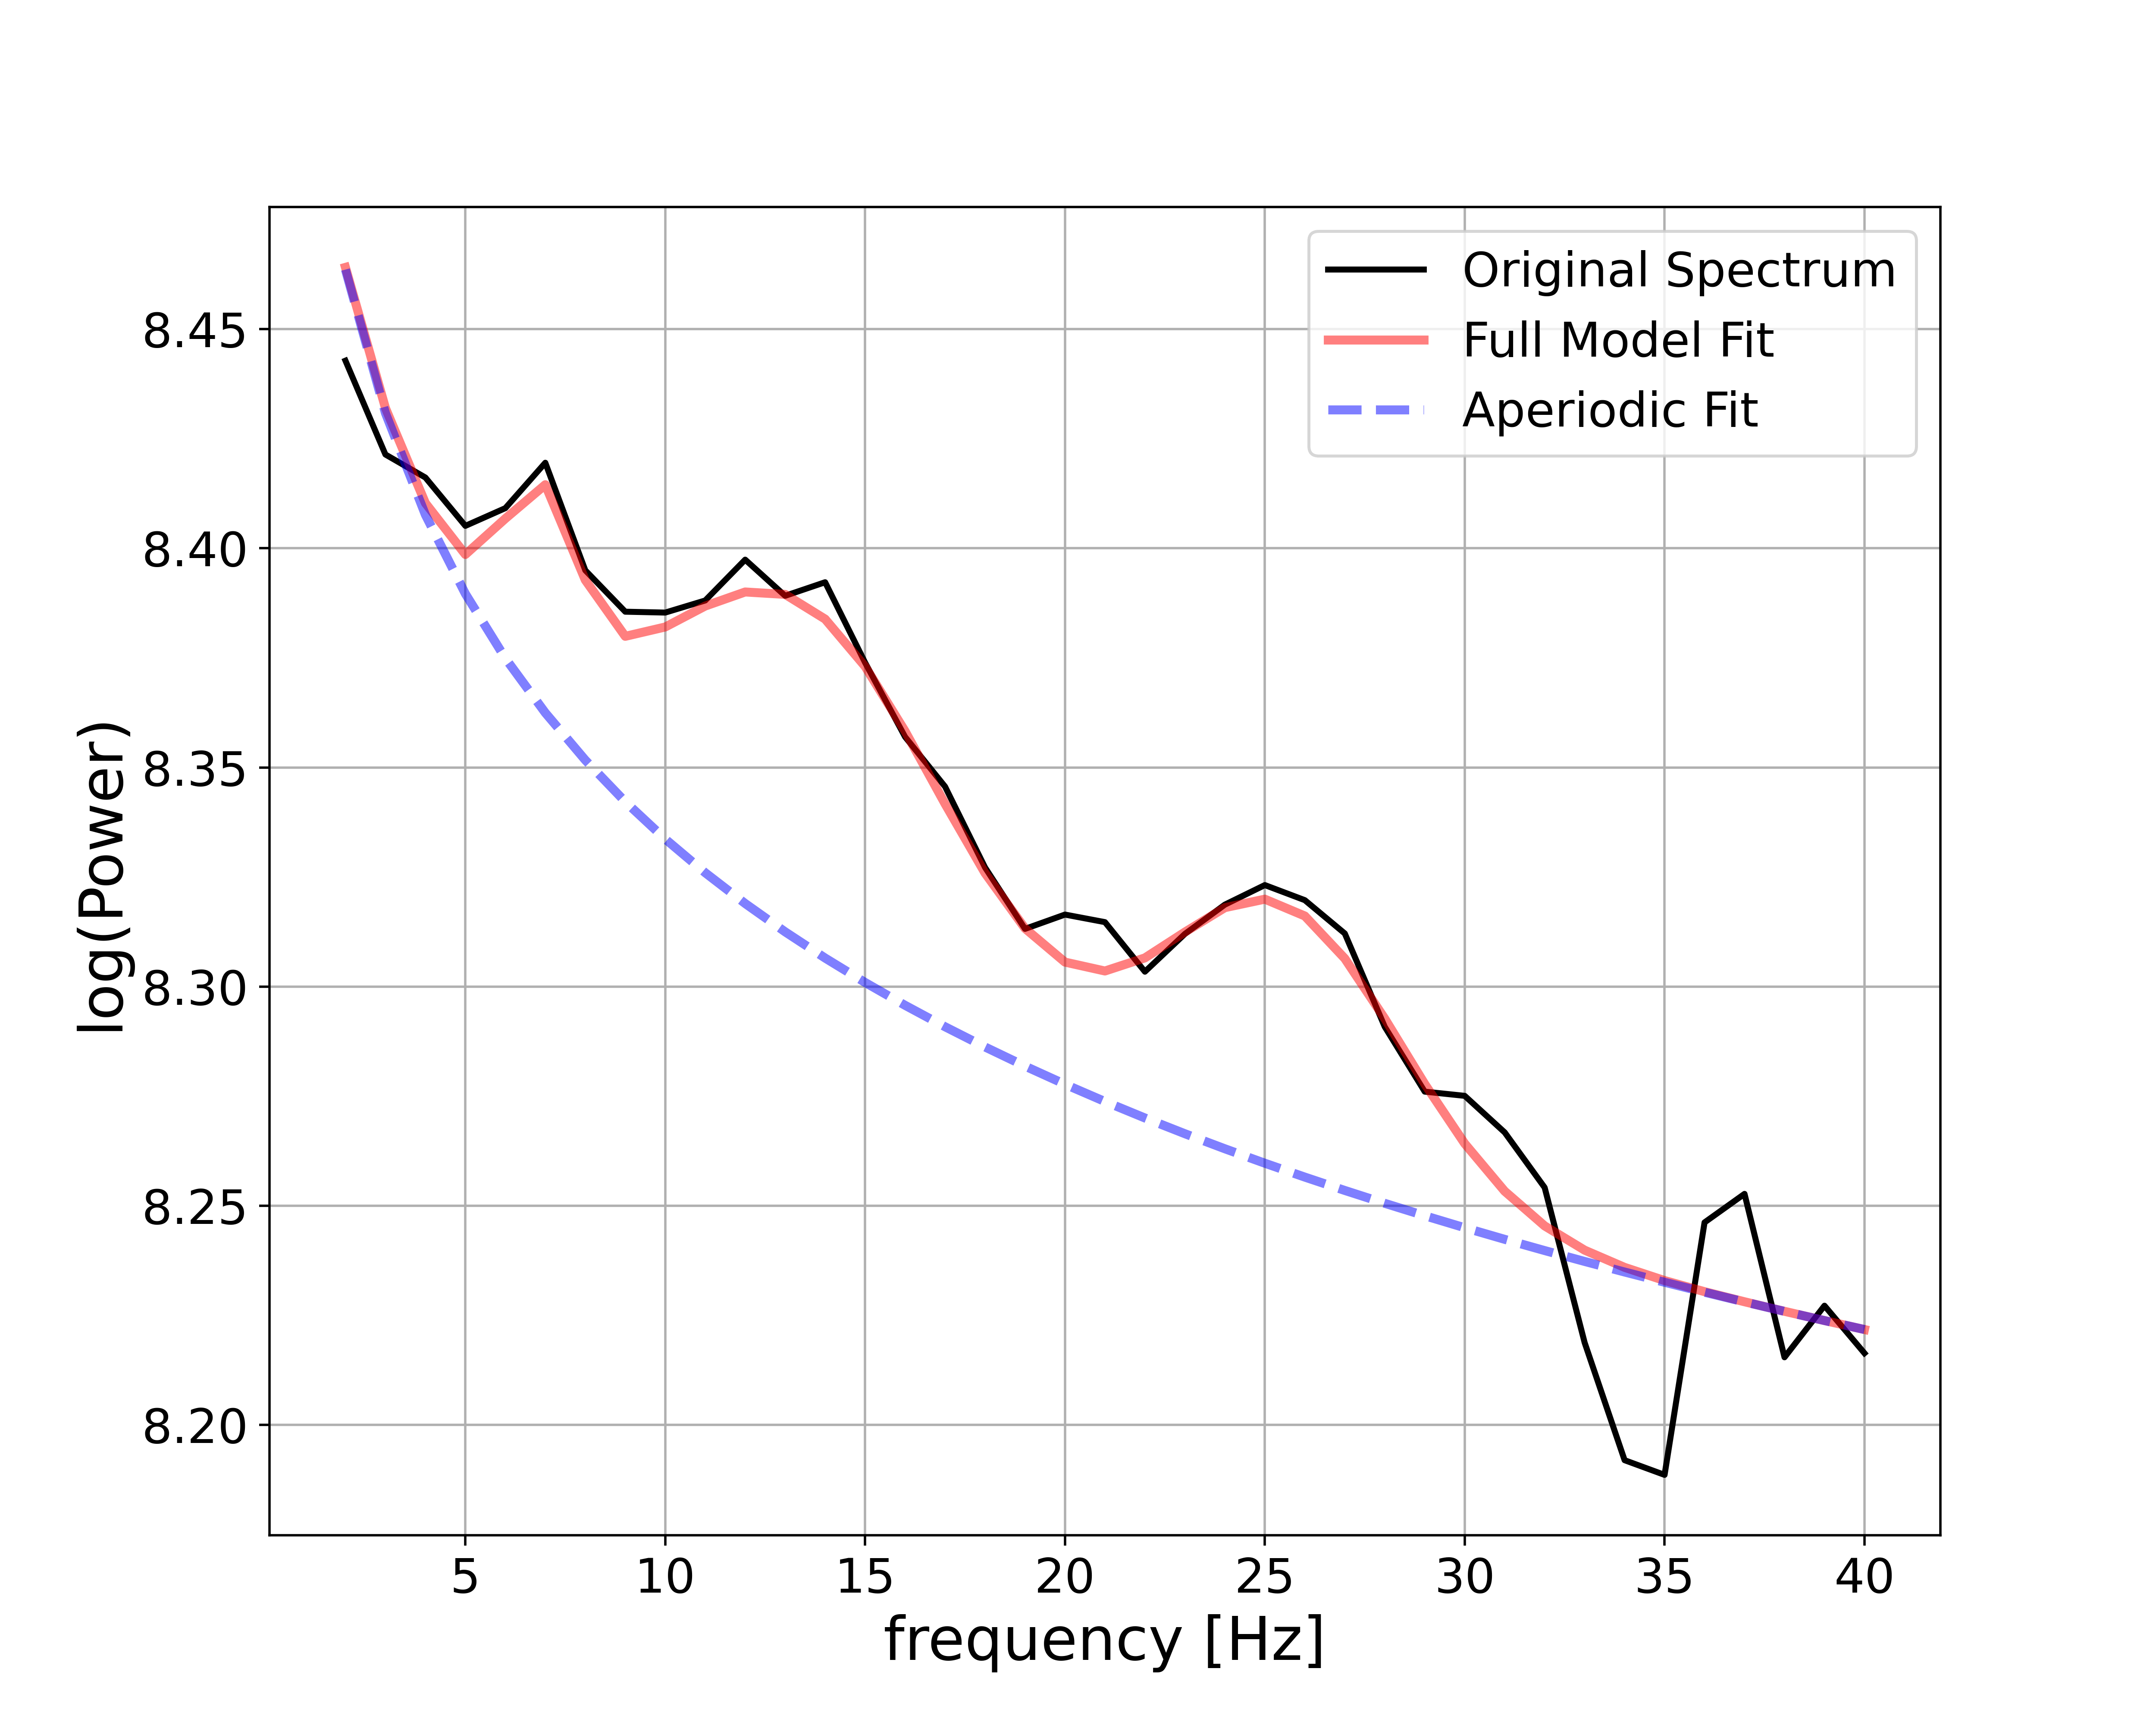 Original Spectrum
Full Model Fit
Aperiodic Fit
8.45
8.40
8.35
8.30
8.25
8.20
log(Power)
5 10 15 20 25 30 35 40
frequency [Hz]